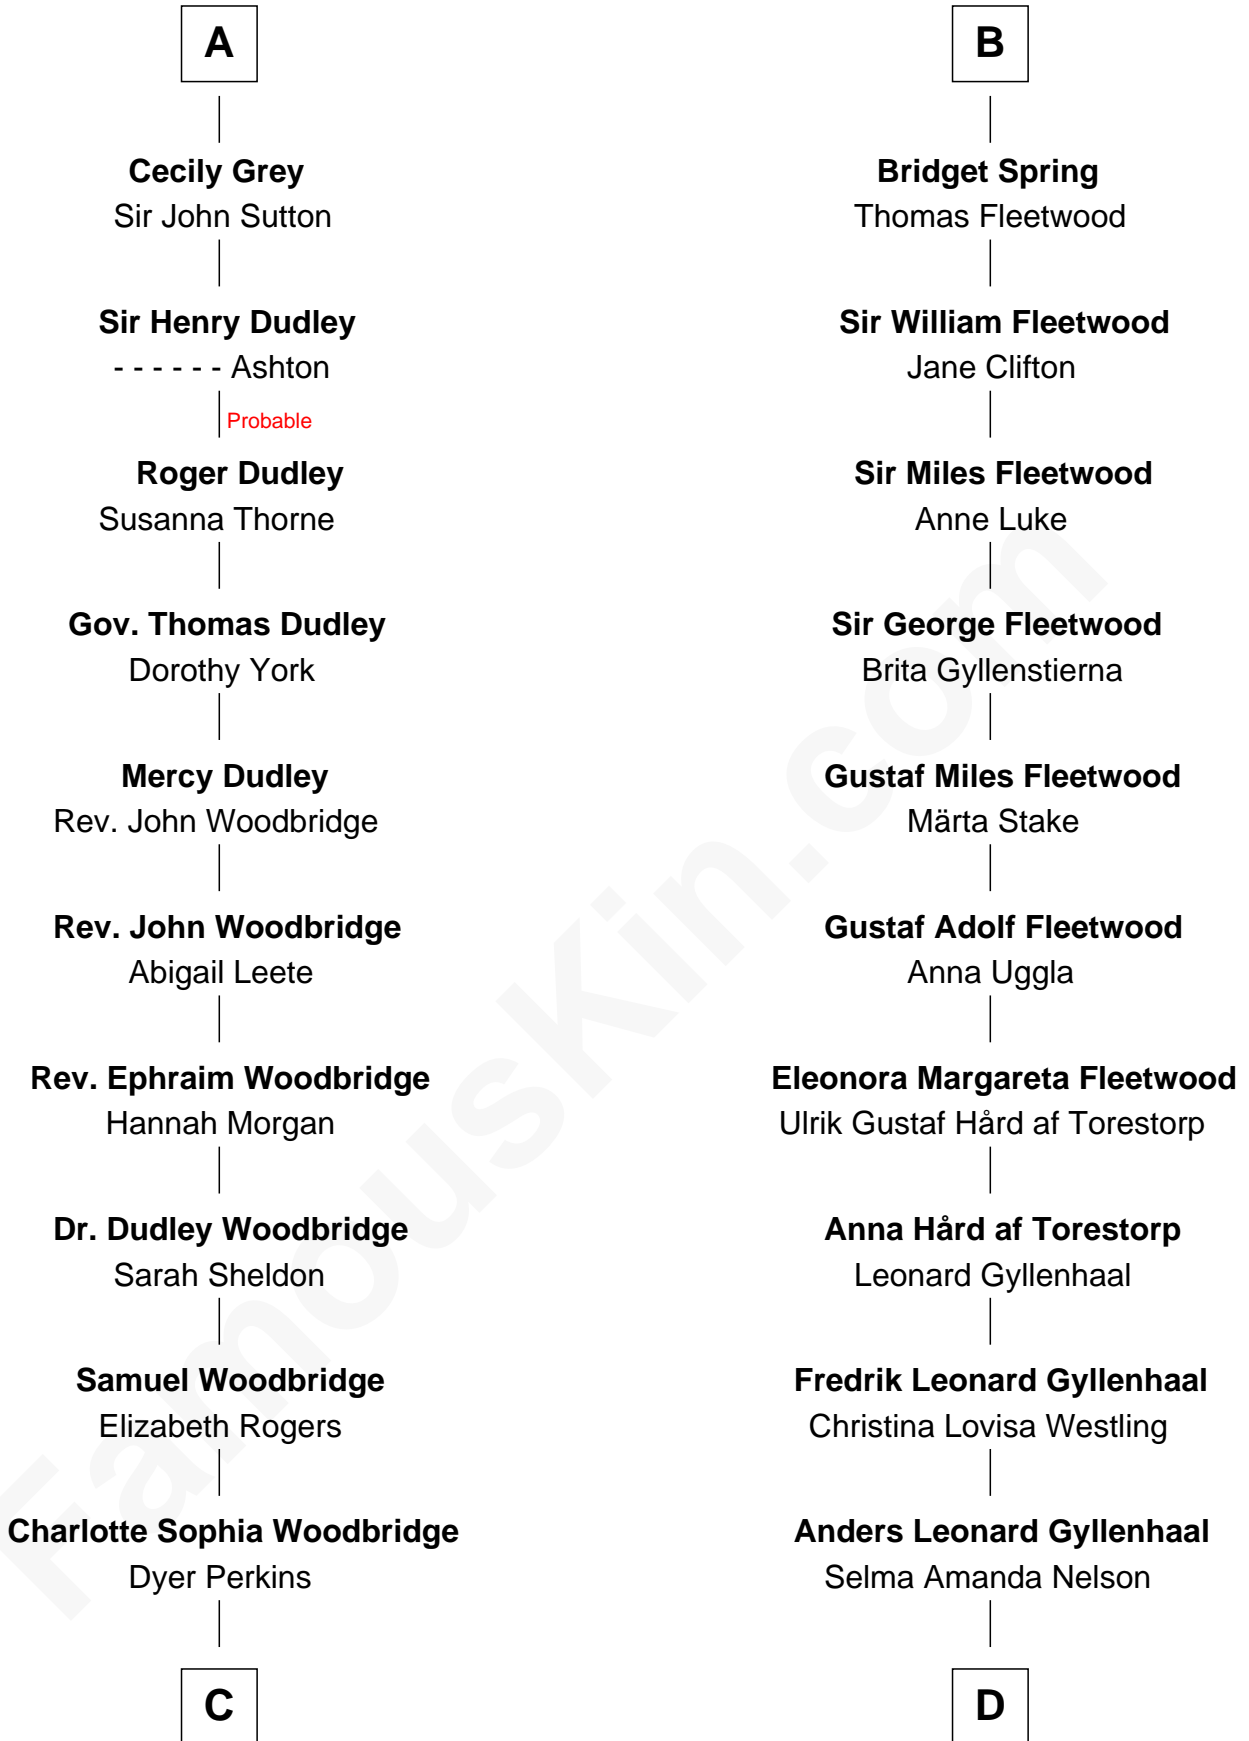 A
Cecily Grey
Sir John Sutton
Sir Henry Dudley
- - - - - - Ashton
Probable
Roger Dudley
Susanna Thorne
Gov. Thomas Dudley
Dorothy York
Mercy Dudley
Rev. John Woodbridge
Rev. John Woodbridge
Abigail Leete
Rev. Ephraim Woodbridge
Hannah Morgan
Dr. Dudley Woodbridge
Sarah Sheldon
Samuel Woodbridge
Elizabeth Rogers
Charlotte Sophia Woodbridge
Dyer Perkins
C
B
Bridget Spring
Thomas Fleetwood
Sir William Fleetwood
Jane Clifton
Sir Miles Fleetwood
Anne Luke
Sir George Fleetwood
Brita Gyllenstierna
Gustaf Miles Fleetwood
Märta Stake
Gustaf Adolf Fleetwood
Anna Uggla
Eleonora Margareta Fleetwood
Ulrik Gustaf Hård af Torestorp
Anna Hård af Torestorp
Leonard Gyllenhaal
Fredrik Leonard Gyllenhaal
Christina Lovisa Westling
Anders Leonard Gyllenhaal
Selma Amanda Nelson
D
FamousKin.com